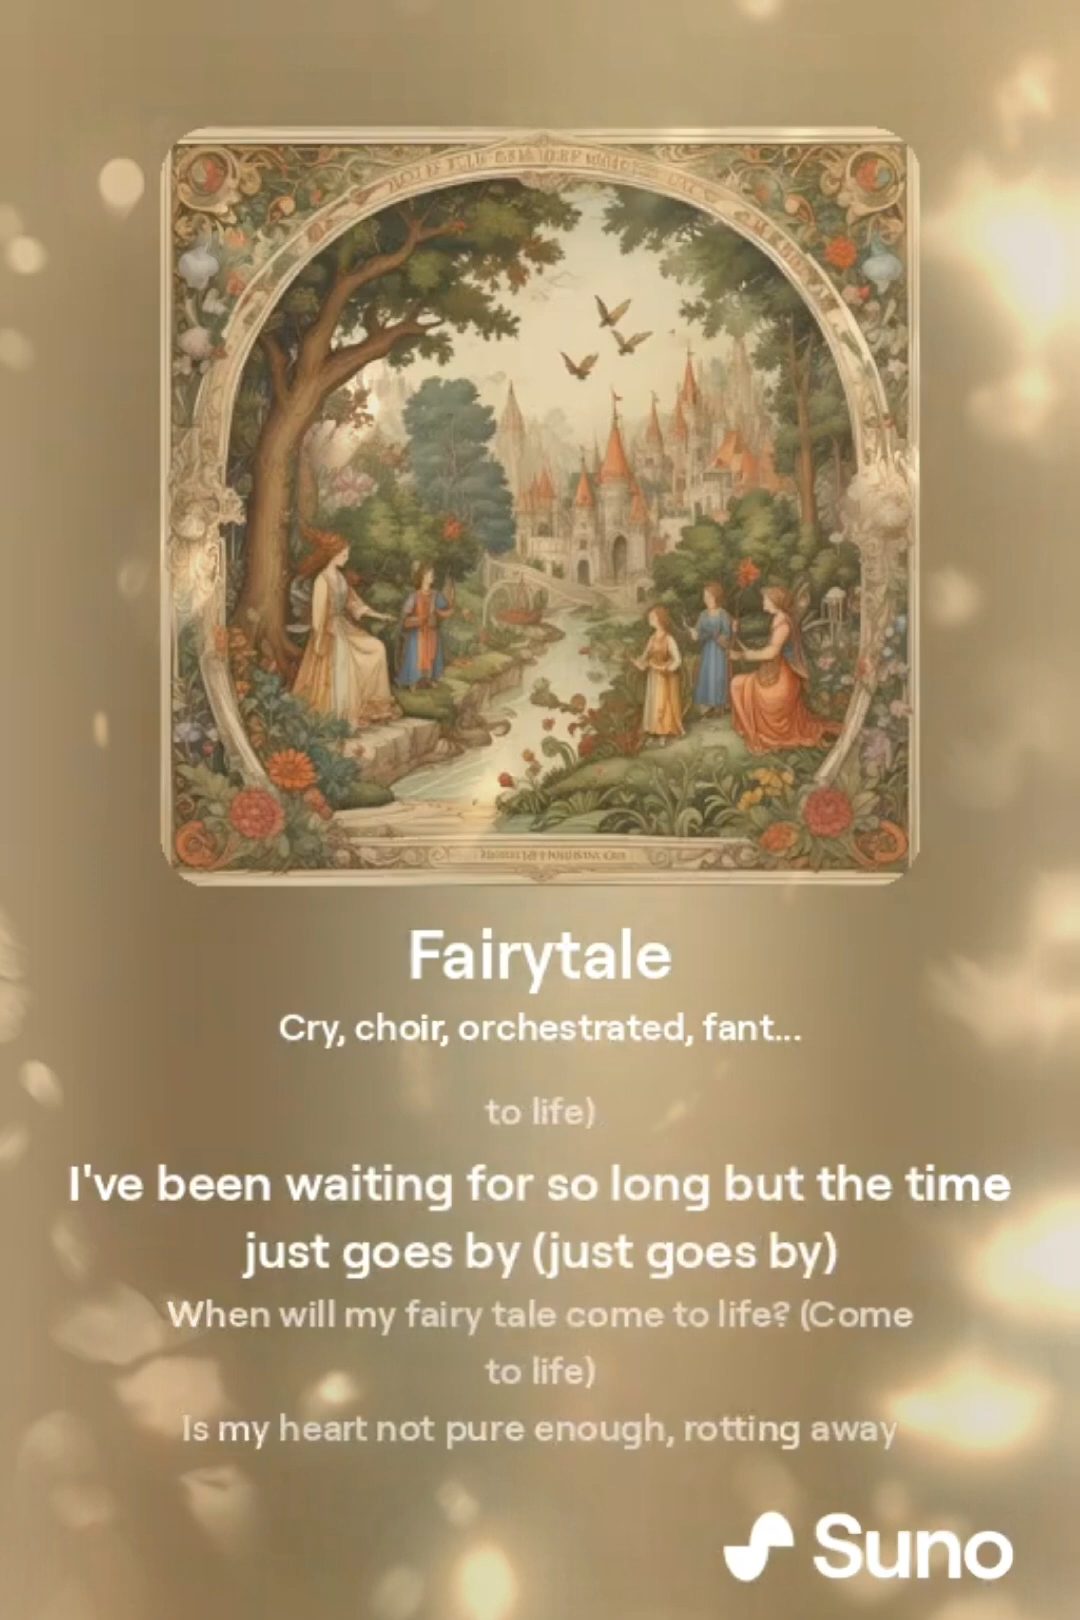 Fairytale
Cry, choir, orchestrated, fant...
to life)
I've been waiting for so long but the time
just goes by (just goes by)
When will my fairy tale come to life? (Come
to life)
Is my heart not pure enough, rotting away
Suno